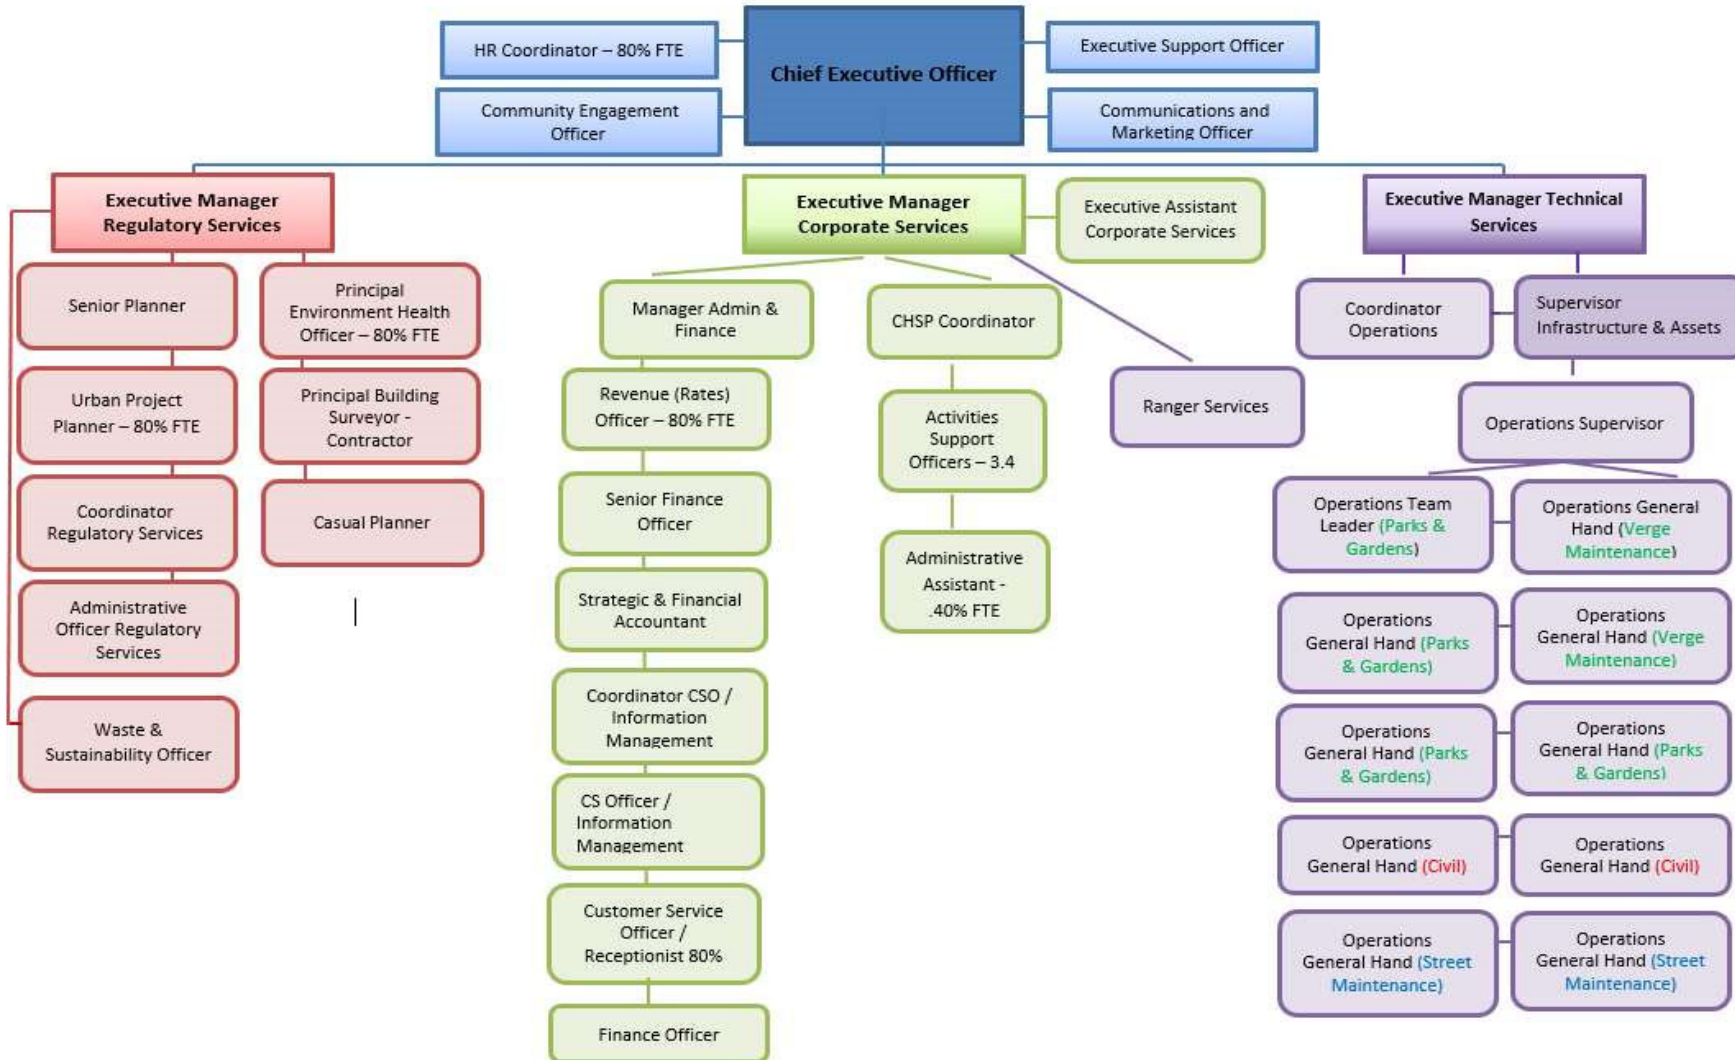 HR Coordinator – 80% FTE
Community Engagement
Officer
Chief Executive Officer
Executive Support Officer
Communications and
Marketing Officer
Executive Manager
Regulatory Services
Senior Planner
Urban Project
Planner – 80% FTE
Coordinator
Regulatory Services
Administrative
Officer Regulatory
Services
Waste &
Sustainability Officer
Principal
Environment Health
Officer – 80% FTE
Principal Building
Surveyor -
Contractor
Casual Planner
Executive Manager
Corporate Services
Executive Assistant
Corporate Services
Manager Admin &
Finance
Revenue (Rates)
Officer – 80% FTE
Senior Finance
Officer
Strategic & Financial
Accountant
Coordinator CSO /
Information
Management
CS Officer /
Information
Management
Customer Service
Officer /
Receptionist 80%
Finance Officer
CHSP Coordinator
Activities
Support
Officers – 3.4
Administrative
Assistant -
.40% FTE
Ranger Services
Executive Manager Technical
Services
Coordinator
Operations
Supervisor
Infrastructure & Assets
Operations Supervisor
Operations Team
Leader (Parks &
Gardens)
Operations General
Hand (Verge
Maintenance)
Operations
General Hand (Parks
& Gardens)
Operations
General Hand (Verge
Maintenance)
Operations
General Hand (Parks
& Gardens)
Operations
General Hand (Parks
& Gardens)
Operations
General Hand (Civil)
Operations
General Hand (Civil)
Operations
General Hand (Street
Maintenance)
Operations
General Hand (Street
Maintenance)